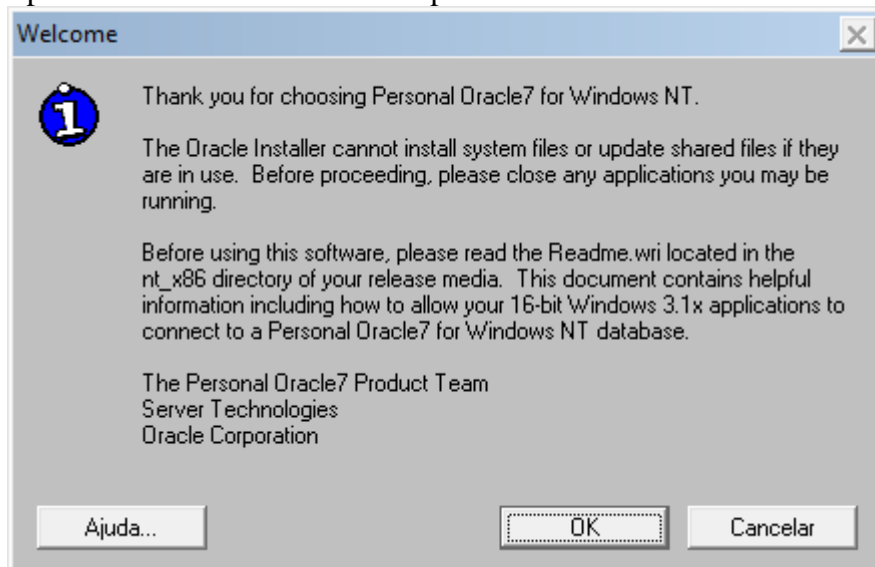 Welcome
Thank you for choosing Personal Oracle7 for Windows NT.
The Oracle Installer cannot install system files or update shared files if they
are in use.  Before proceeding, please close any applications you may be
running.
Before using this software, please read the Readme.wri located in the
nt_x86 directory of your release media.  This document contains helpful
information including how to allow your 16-bit Windows 3.1x applications to
connect to a Personal Oracle7 for Windows NT database.
The Personal Oracle7 Product Team
Server Technologies
Oracle Corporation
Ajuda...
OK
Cancelar